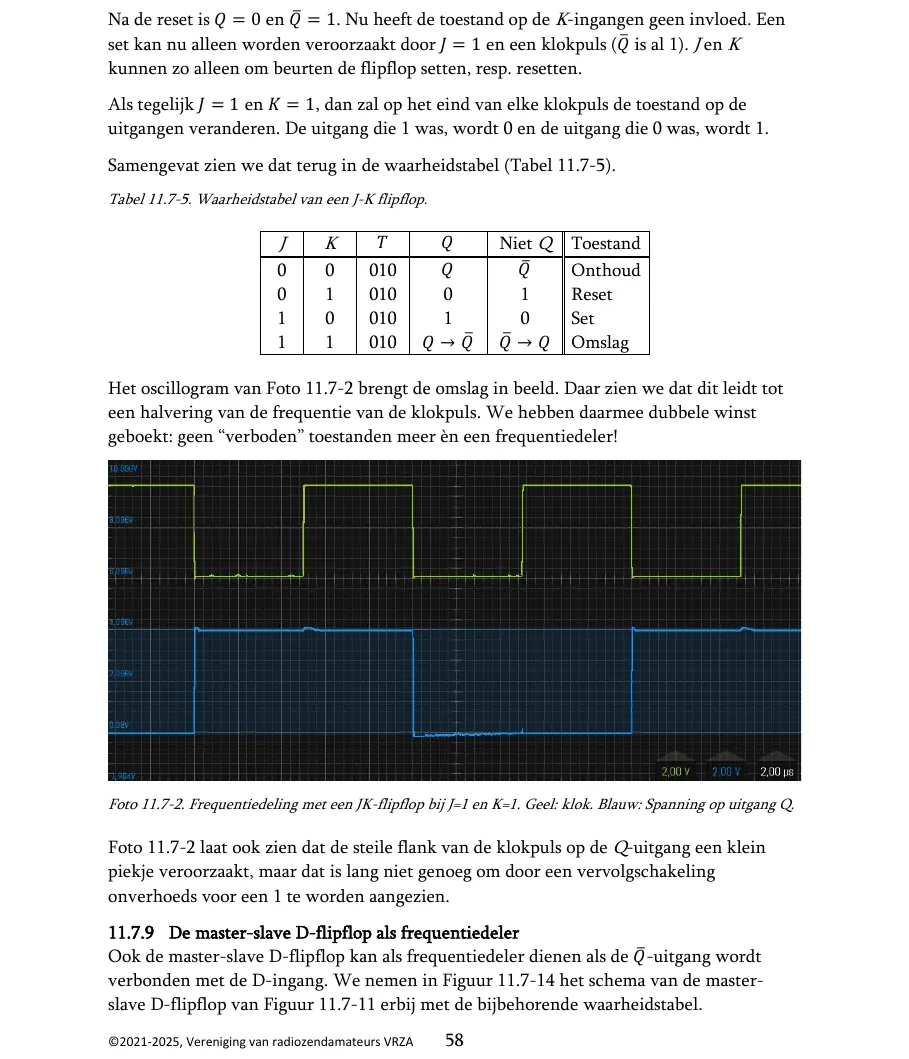 Na de reset is Q = 0 en Q̄ = 1. Nu heeft de toestand op de K-ingangen geen invloed. Een
set kan nu alleen worden veroorzaakt door J = 1 en een klokpuls (Q̄ is al 1). J en K
kunnen zo alleen om beurten de flipflop setten, resp. resetten.
Als tegelijk J = 1 en K = 1, dan zal op het eind van elke klokpuls de toestand op de
uitgangen veranderen. De uitgang die 1 was, wordt 0 en de uitgang die 0 was, wordt 1.
Samengevat zien we dat terug in de waarheidstabel (Tabel 11.7-5).
Tabel 11.7-5. Waarheidstabel van een J-K flipflop.
J K T Q Niet Q Toestand
0 0 010 Q Q̄ Onthoud
0 1 010 0 1 Reset
1 0 010 1 0 Set
1 1 010 Q → Q̄ Q̄ → Q Omslag
Het oscillogram van Foto 11.7-2 brengt de omslag in beeld. Daar zien we dat dit leidt tot
een halvering van de frequentie van de klokpuls. We hebben daarmee dubbele winst
geboekt: geen “verboden” toestanden meer èn een frequentiedeler!
10,096V
8,096V
6,096V
4,096V
2,096V
2,00 V 2,00 V 2,00 µs
Foto 11.7-2. Frequentiedeling met een JK-flipflop bij J=1 en K=1. Geel: klok. Blauw: Spanning op uitgang Q.
Foto 11.7-2 laat ook zien dat de steile flank van de klokpuls op de Q-uitgang een klein
piekje veroorzaakt, maar dat is lang niet genoeg om door een vervolgschakeling
onverhoeds voor een 1 te worden aangezien.
11.7.9 De master-slave D-flipflop als frequentiedeler
Ook de master-slave D-flipflop kan als frequentiedeler dienen als de Q̄-uitgang wordt
verbonden met de D-ingang. We nemen in Figuur 11.7-14 het schema van de master-
slave D-flipflop van Figuur 11.7-11 erbij met de bijbehorende waarheidstabel.
©2021-2025, Vereniging van radiozendamateurs VRZA 58